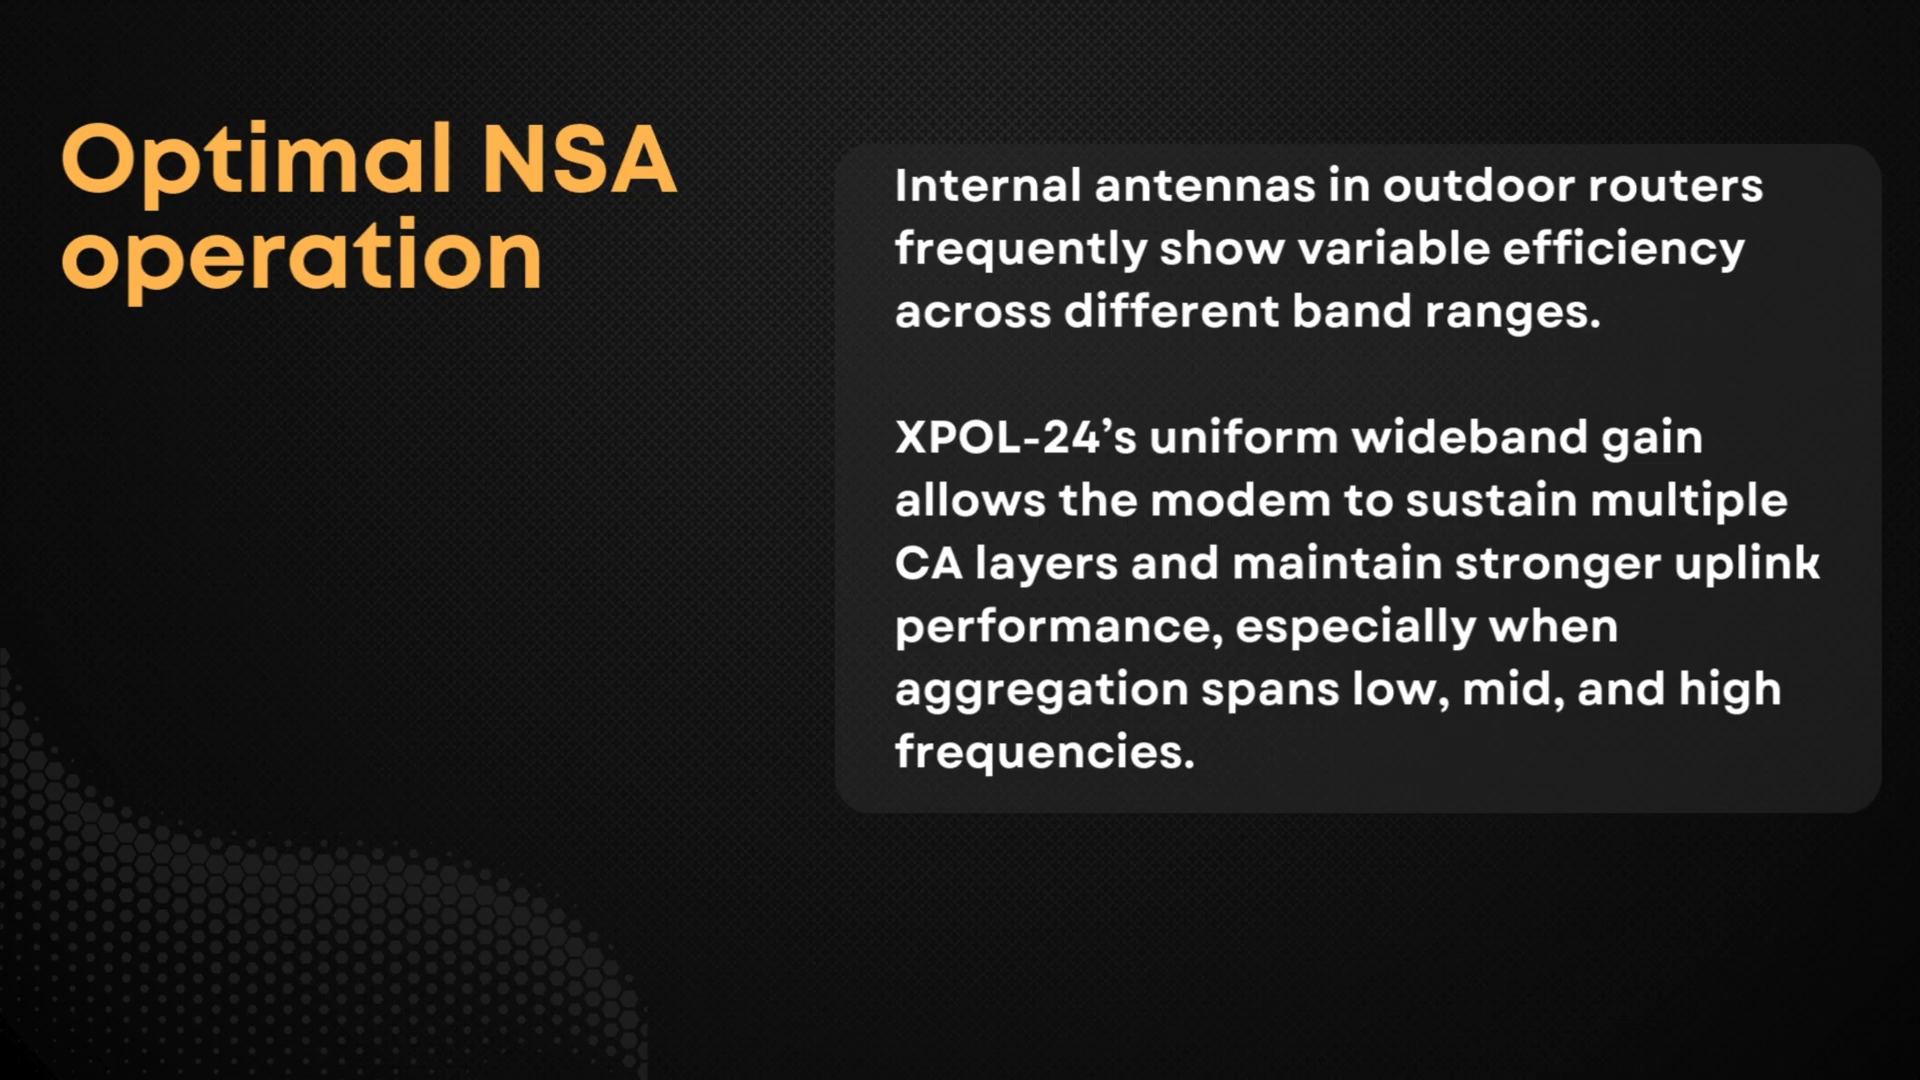 Optimal NSA
operation
Internal antennas in outdoor routers
frequently show variable efficiency
across different band ranges.
XPOL-24’s uniform wideband gain
allows the modem to sustain multiple
CA layers and maintain stronger uplink
performance, especially when
aggregation spans low, mid, and high
frequencies.